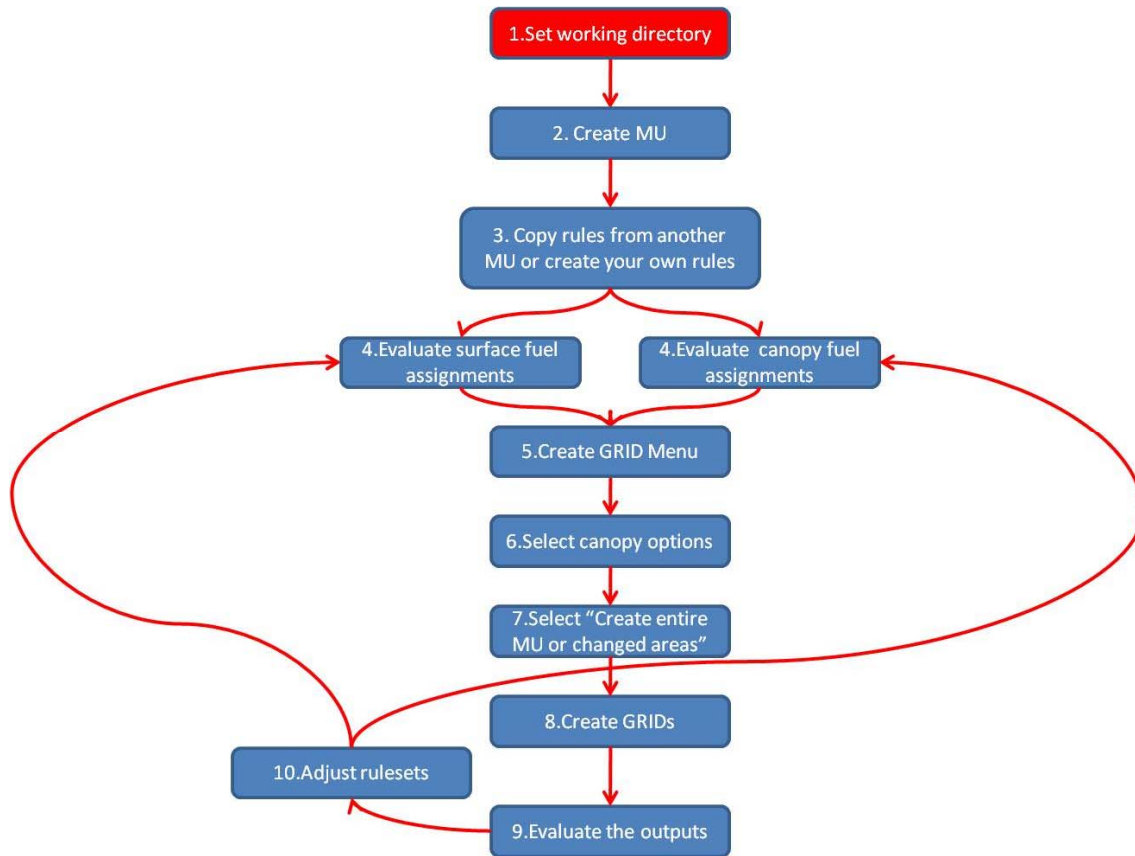 1.Set working directory
2. Create MU
3. Copy rules from another
MU or create your own rules
4.Evaluate surface fuel
assignments
4.Evaluate  canopy fuel
assignments
5.Create GRID Menu
6.Select canopy options
7.Select “Create entire
MU or changed areas”
8.Create GRIDs
10.Adjust rulesets
9.Evaluate the outputs